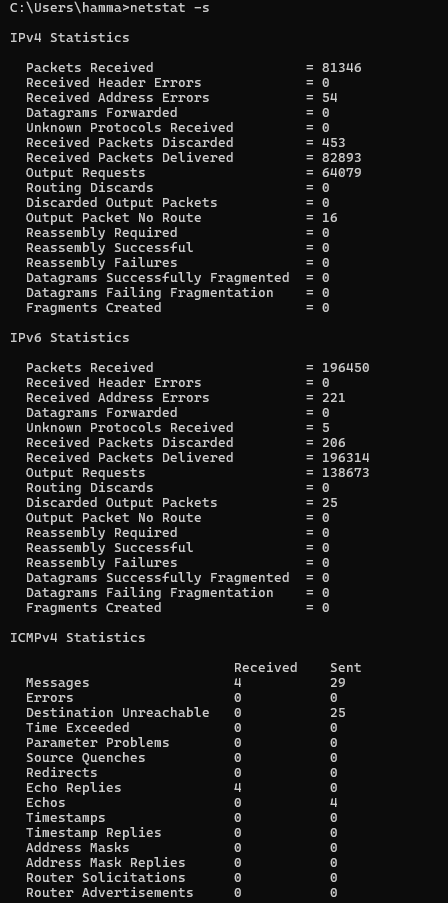 C:\Users\hamma>netstat -s
IPv4 Statistics
Packets Received = 81346
Received Header Errors = 0
Received Address Errors = 54
Datagrams Forwarded = 0
Unknown Protocols Received = 0
Received Packets Discarded = 453
Received Packets Delivered = 82893
Output Requests = 64079
Routing Discards = 0
Discarded Output Packets = 0
Output Packet No Route = 16
Reassembly Required = 0
Reassembly Successful = 0
Reassembly Failures = 0
Datagrams Successfully Fragmented = 0
Datagrams Failing Fragmentation = 0
Fragments Created = 0
IPv6 Statistics
Packets Received = 196450
Received Header Errors = 0
Received Address Errors = 221
Datagrams Forwarded = 0
Unknown Protocols Received = 5
Received Packets Discarded = 206
Received Packets Delivered = 196314
Output Requests = 138673
Routing Discards = 0
Discarded Output Packets = 25
Output Packet No Route = 0
Reassembly Required = 0
Reassembly Successful = 0
Reassembly Failures = 0
Datagrams Successfully Fragmented = 0
Datagrams Failing Fragmentation = 0
Fragments Created = 0
ICMPv4 Statistics
Received Sent
Messages 4 29
Errors 0 0
Destination Unreachable 0 25
Time Exceeded 0 0
Parameter Problems 0 0
Source Quenches 0 0
Redirects 0 0
Echo Replies 4 0
Echos 0 4
Timestamps 0 0
Timestamp Replies 0 0
Address Masks 0 0
Address Mask Replies 0 0
Router Solicitations 0 0
Router Advertisements 0 0